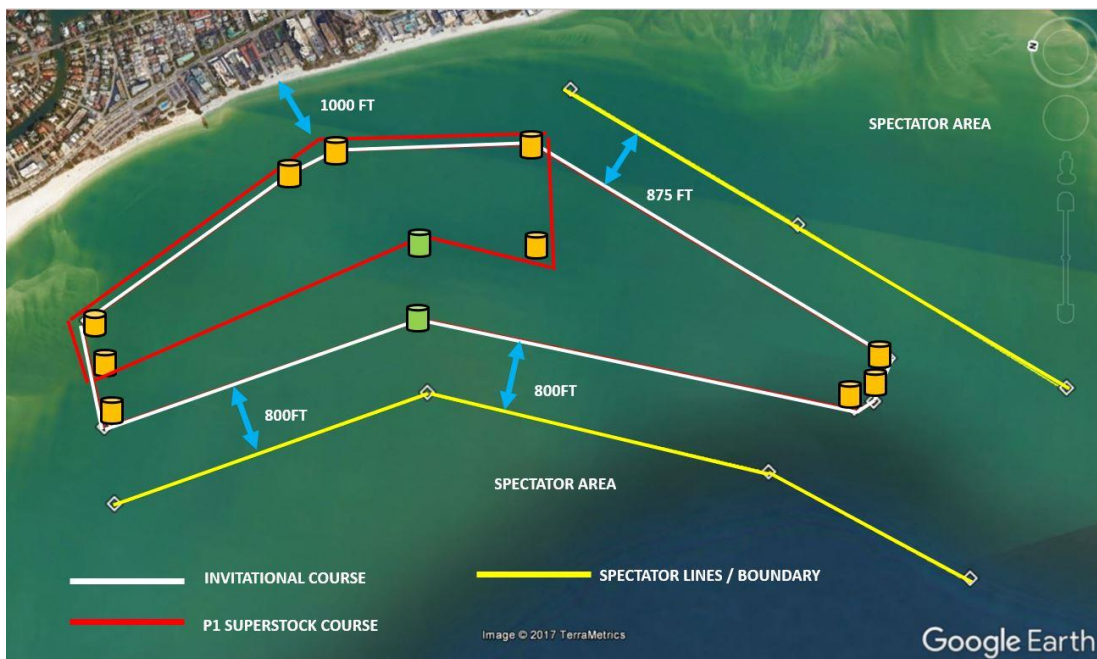 1000 FT
SPECTATOR AREA
N
875 FT
800FT
800FT
SPECTATOR AREA
INVITATIONAL COURSE
SPECTATOR LINES / BOUNDARY
P1 SUPERSTOCK COURSE
Image © 2017 TerraMetrics
Google Earth